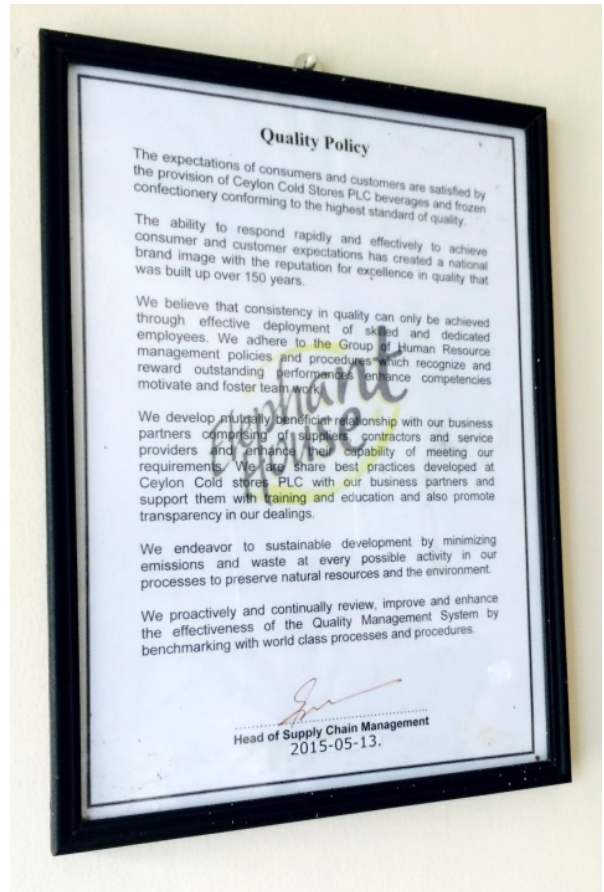 Quality Policy
The expectations of consumers and customers are satisfied by
the provision of Ceylon Cold Stores PLC beverages and frozen
confectionery conforming to the highest standard of quality.
The ability to respond rapidly and effectively to achieve
consumer and customer expectations has created a national
brand image with the reputation for excellence in quality that
was built up over 150 years.
We believe that consistency in quality can only be achieved
through effective deployment of skilled and dedicated
employees. We adhere to the Group of Human Resource
management policies and procedures which recognize and
reward outstanding performances enhance competencies
motivate and foster team work.
We develop mutually beneficial relationship with our business
partners comprising of suppliers, contractors and service
providers to enhance the capability of meeting our
requirements. We are share best practices developed at
Ceylon Cold stores PLC with our business partners and
support them with training and education and also promote
transparency in our dealings.
We endeavor to sustainable development by minimizing
emissions and waste at every possible activity in our
processes to preserve natural resources and the environment.
We proactively and continually review, improve and enhance
the effectiveness of the Quality Management System by
benchmarking with world class processes and procedures.
Elephant
House
Head of Supply Chain Management
2015-05-13.